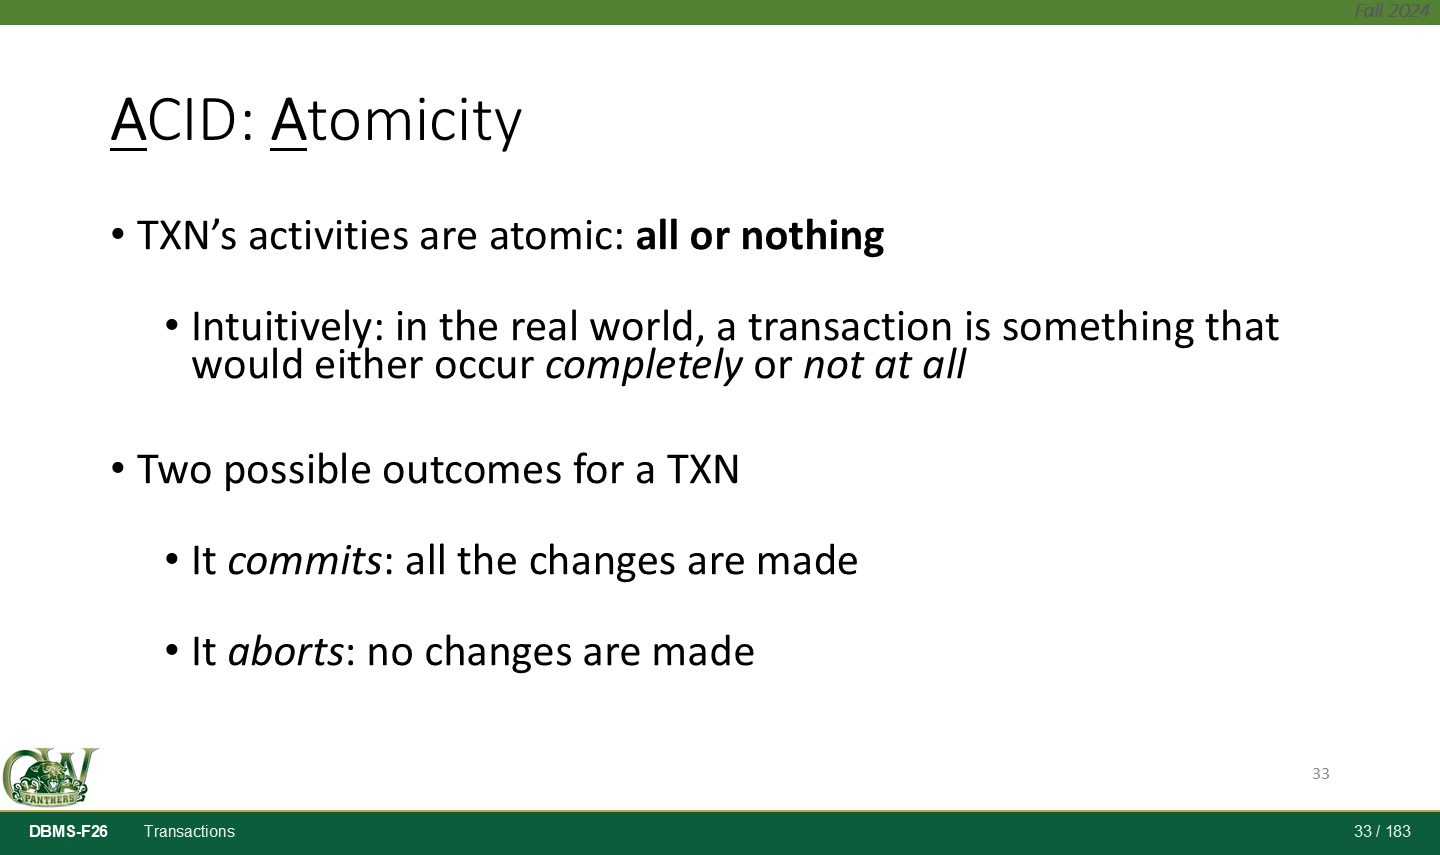 Fall 2024
ACID: Atomicity
• TXN’s activities are atomic: all or nothing
• Intuitively: in the real world, a transaction is something that
would either occur completely or not at all
• Two possible outcomes for a TXN
• It commits: all the changes are made
• It aborts: no changes are made
OW
PANTHERS
33
DBMS-F26 Transactions 33 / 183